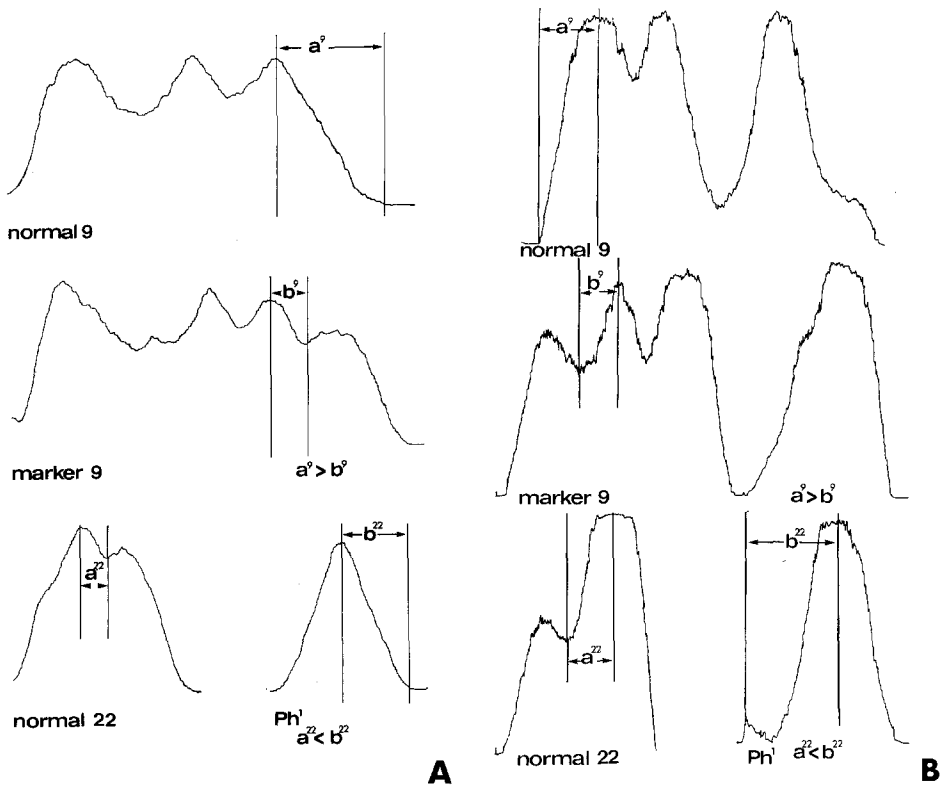 a⁹
normal 9
b⁹
marker 9
a⁹ > b⁹
a²²
normal 22
b²²
Ph¹
a²² < b²²
A
a⁹
normal 9
b⁹
marker 9
a⁹ > b⁹
a²²
normal 22
b²²
Ph¹ a²² < b²²
B